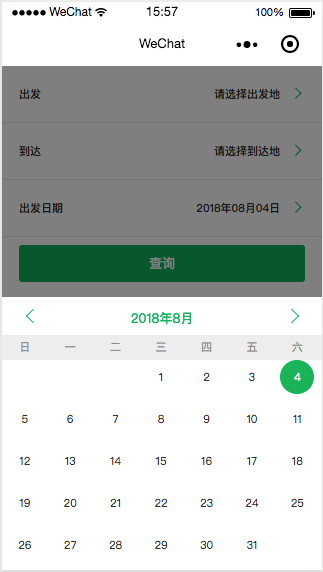 ●●●●● WeChat 15:57 100%
WeChat
出发 请选择出发地
到达 请选择到达地
出发日期 2018年08月04日
查询
2018年8月
日 一 二 三 四 五 六
1 2 3 4
5 6 7 8 9 10 11
12 13 14 15 16 17 18
19 20 21 22 23 24 25
26 27 28 29 30 31